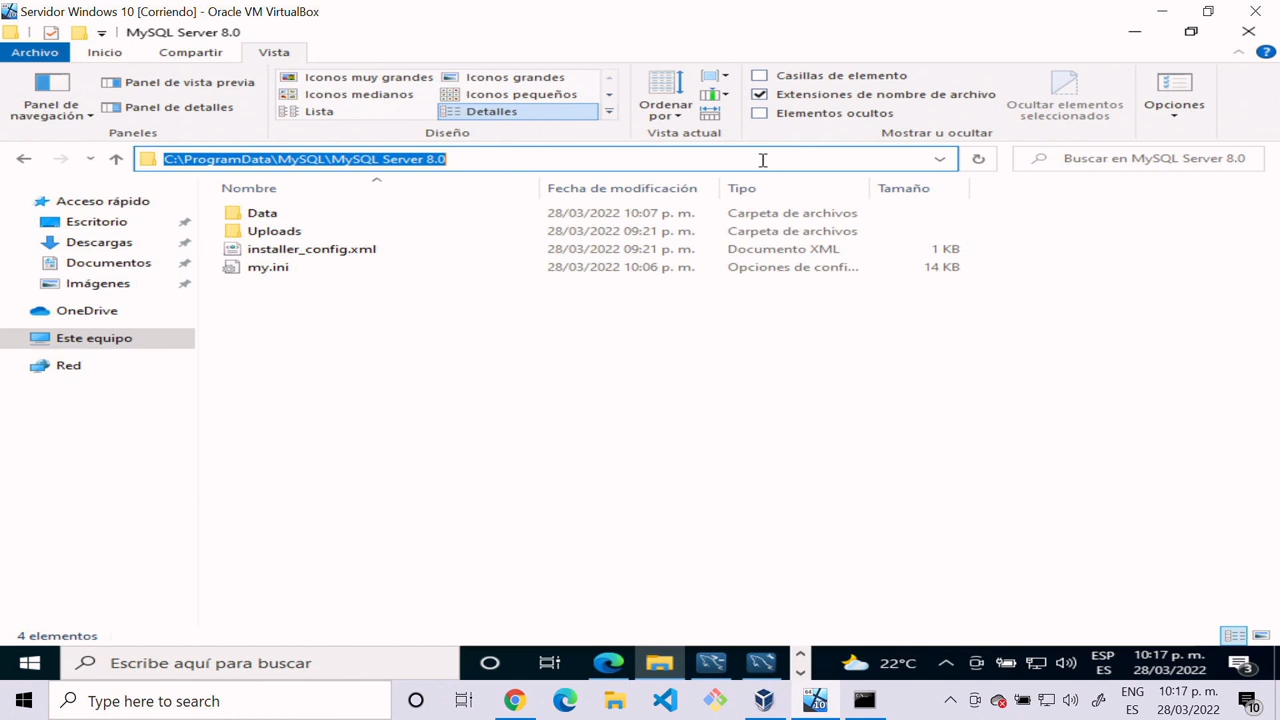 Servidor Windows 10 [Corriendo] - Oracle VM VirtualBox
MySQL Server 8.0
Archivo Inicio Compartir Vista
Panel de navegación
Panel de vista previa
Panel de detalles
Paneles
Iconos muy grandes Iconos grandes
Iconos medianos Iconos pequeños
Lista Detalles
Diseño
Ordenar por
Vista actual
Casillas de elemento
Extensiones de nombre de archivo
Elementos ocultos
Ocultar elementos seleccionados
Mostrar u ocultar
Opciones
C:\ProgramData\MySQL\MySQL Server 8.0
Buscar en MySQL Server 8.0
Acceso rápido
Escritorio
Descargas
Documentos
Imágenes
OneDrive
Este equipo
Red
Nombre Fecha de modificación Tipo Tamaño
Data 28/03/2022 10:07 p. m. Carpeta de archivos
Uploads 28/03/2022 09:21 p. m. Carpeta de archivos
installer_config.xml 28/03/2022 09:21 p. m. Documento XML 1 KB
my.ini 28/03/2022 10:06 p. m. Opciones de confi... 14 KB
4 elementos
Escribe aquí para buscar
22°C
ESP
ES
10:17 p. m.
28/03/2022
3
Type here to search
64
10
ENG
ES
10:17 p. m.
28/03/2022
10